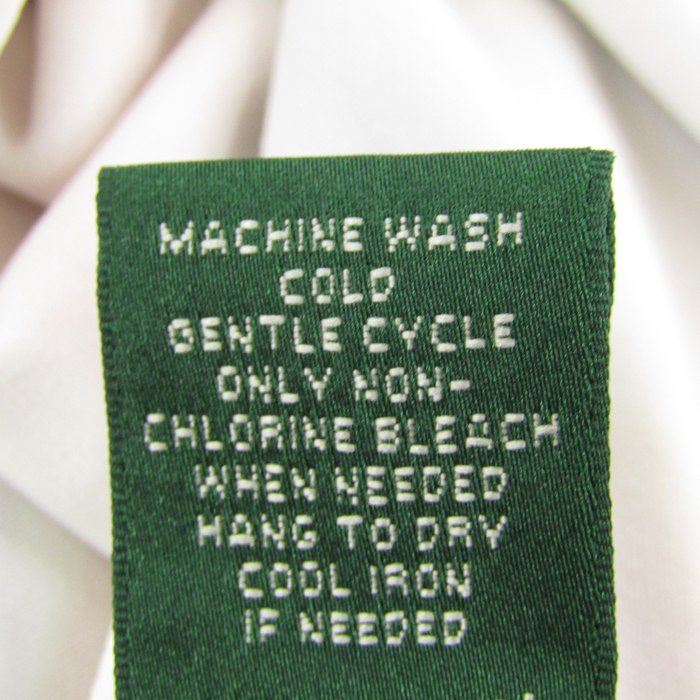 MACHINE WASH
COLD
GENTLE CYCLE
ONLY NON-
CHLORINE BLEACH
WHEN NEEDED
HANG TO DRY
COOL IRON
IF NEEDED